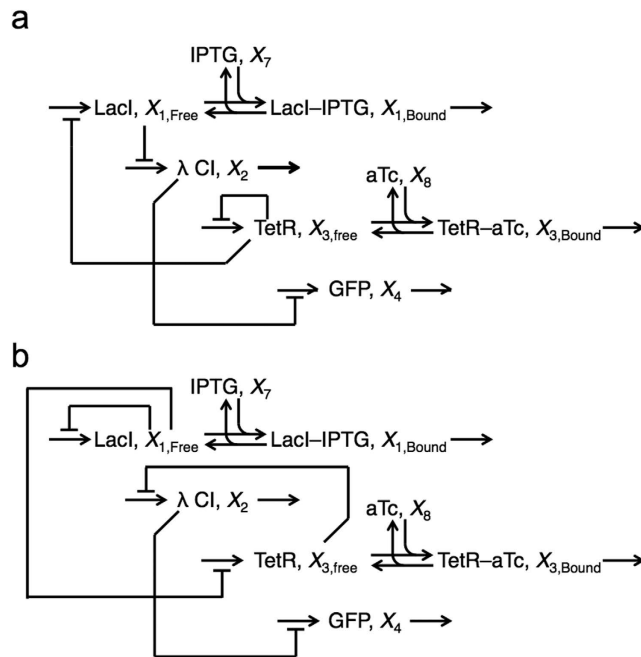 a
IPTG, X7
LacI, X1,Free LacI–IPTG, X1,Bound
λ CI, X2 aTc, X8
TetR, X3,free TetR–aTc, X3,Bound
GFP, X4
b
IPTG, X7
LacI, X1,Free LacI–IPTG, X1,Bound
λ CI, X2 aTc, X8
TetR, X3,free TetR–aTc, X3,Bound
GFP, X4